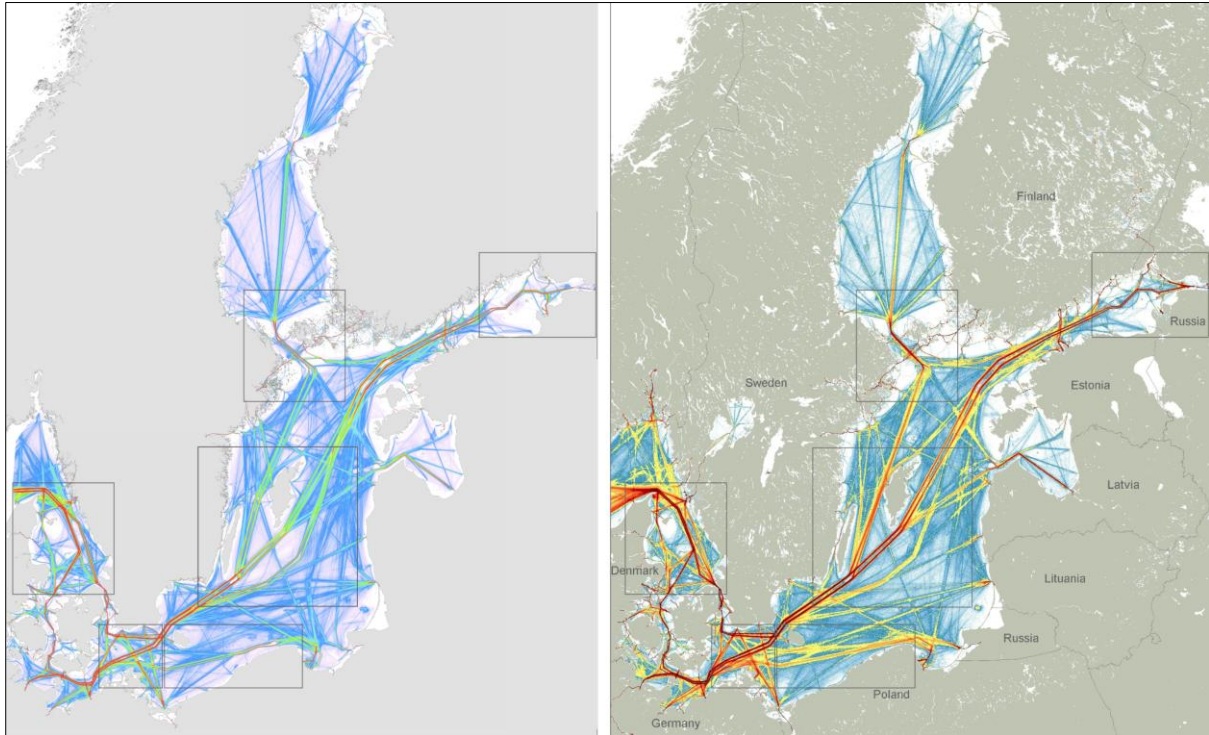 Finland
Russia
Sweden
Estonia
Latvia
Denmark
Lituania
Russia
Poland
Germany